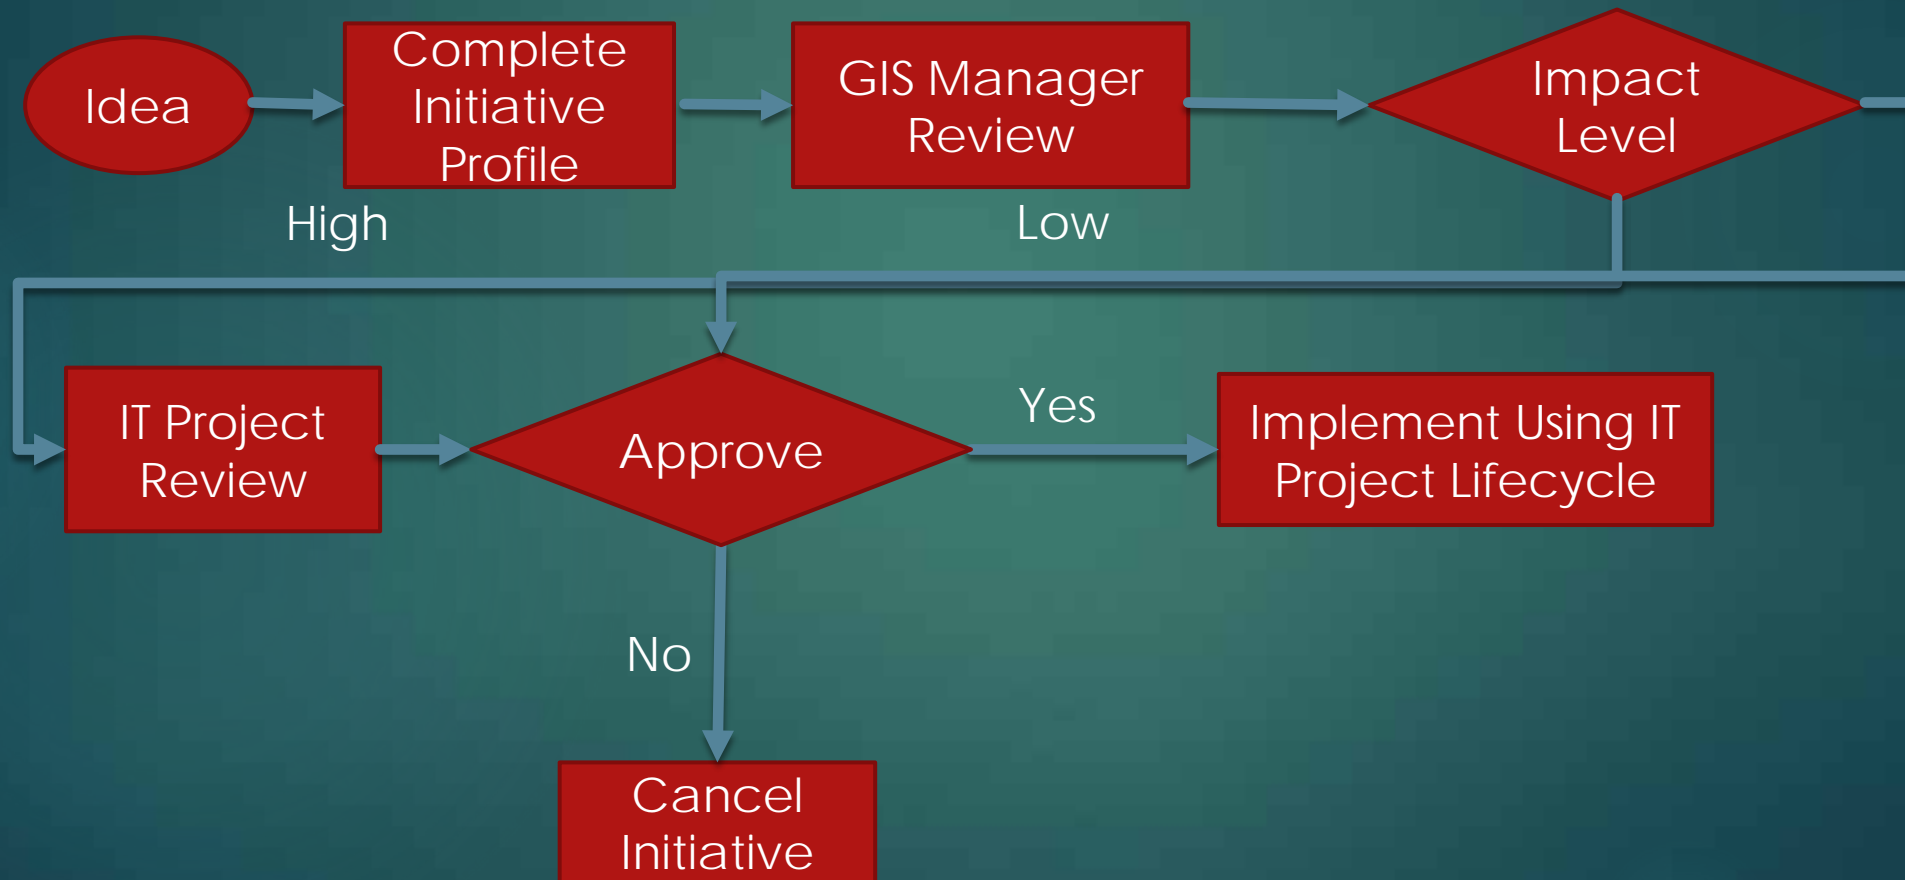 Idea
Complete
Initiative
Profile
GIS Manager
Review
Impact
Level
High
Low
IT Project
Review
Approve
Yes
Implement Using IT
Project Lifecycle
No
Cancel
Initiative